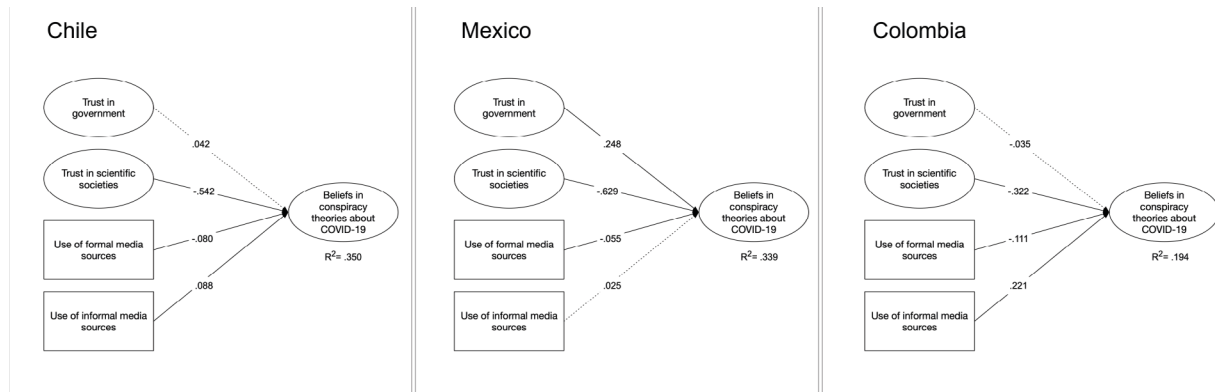 Chile
Trust in
government
.042
Trust in scientific
societies
-.542
Beliefs in
conspiracy
theories about
COVID-19
Use of formal media
sources
-.080
R²= .350
.088
Use of informal media
sources
Mexico
Trust in
government
.248
Trust in scientific
societies
-.629
Beliefs in
conspiracy
theories about
COVID-19
Use of formal media
sources
-.055
R²= .339
.025
Use of informal media
sources
Colombia
Trust in
government
-.035
Trust in scientific
societies
-.322
Beliefs in
conspiracy
theories about
COVID-19
Use of formal media
sources
-.111
R²= .194
.221
Use of informal media
sources